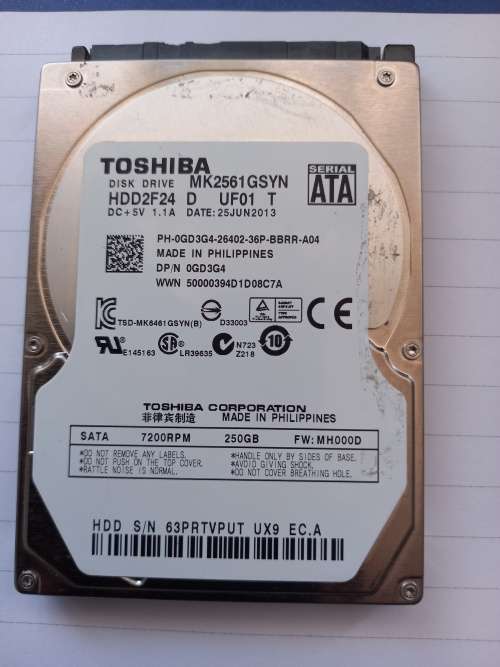 TOSHIBA
DISK DRIVE MK2561GSYN
HDD2F24 D UF01 T
DC+5V 1.1A DATE:25JUN2013
SERIAL
ATA
PH-0GD3G4-26402-36P-BBRR-A04
MADE IN PHILIPPINES
DP/N 0GD3G4
WWN 50000394D1D08C7A
TSD-MK6461GSYN(B)
D33003
CE
E145163
LR39635
N723
Z218
10
TOSHIBA CORPORATION
菲律宾制造 MADE IN PHILIPPINES
SATA 7200RPM 250GB FW:MH000D
*DO NOT REMOVE ANY LABELS.
*DO NOT PUSH ON THE TOP COVER.
*RATTLE NOISE IS NORMAL.
*HANDLE ONLY BY SIDES OF BASE.
*AVOID GIVING SHOCK.
*DO NOT COVER BREATHING HOLE.
HDD S/N 63PRTVPUT UX9 EC.A